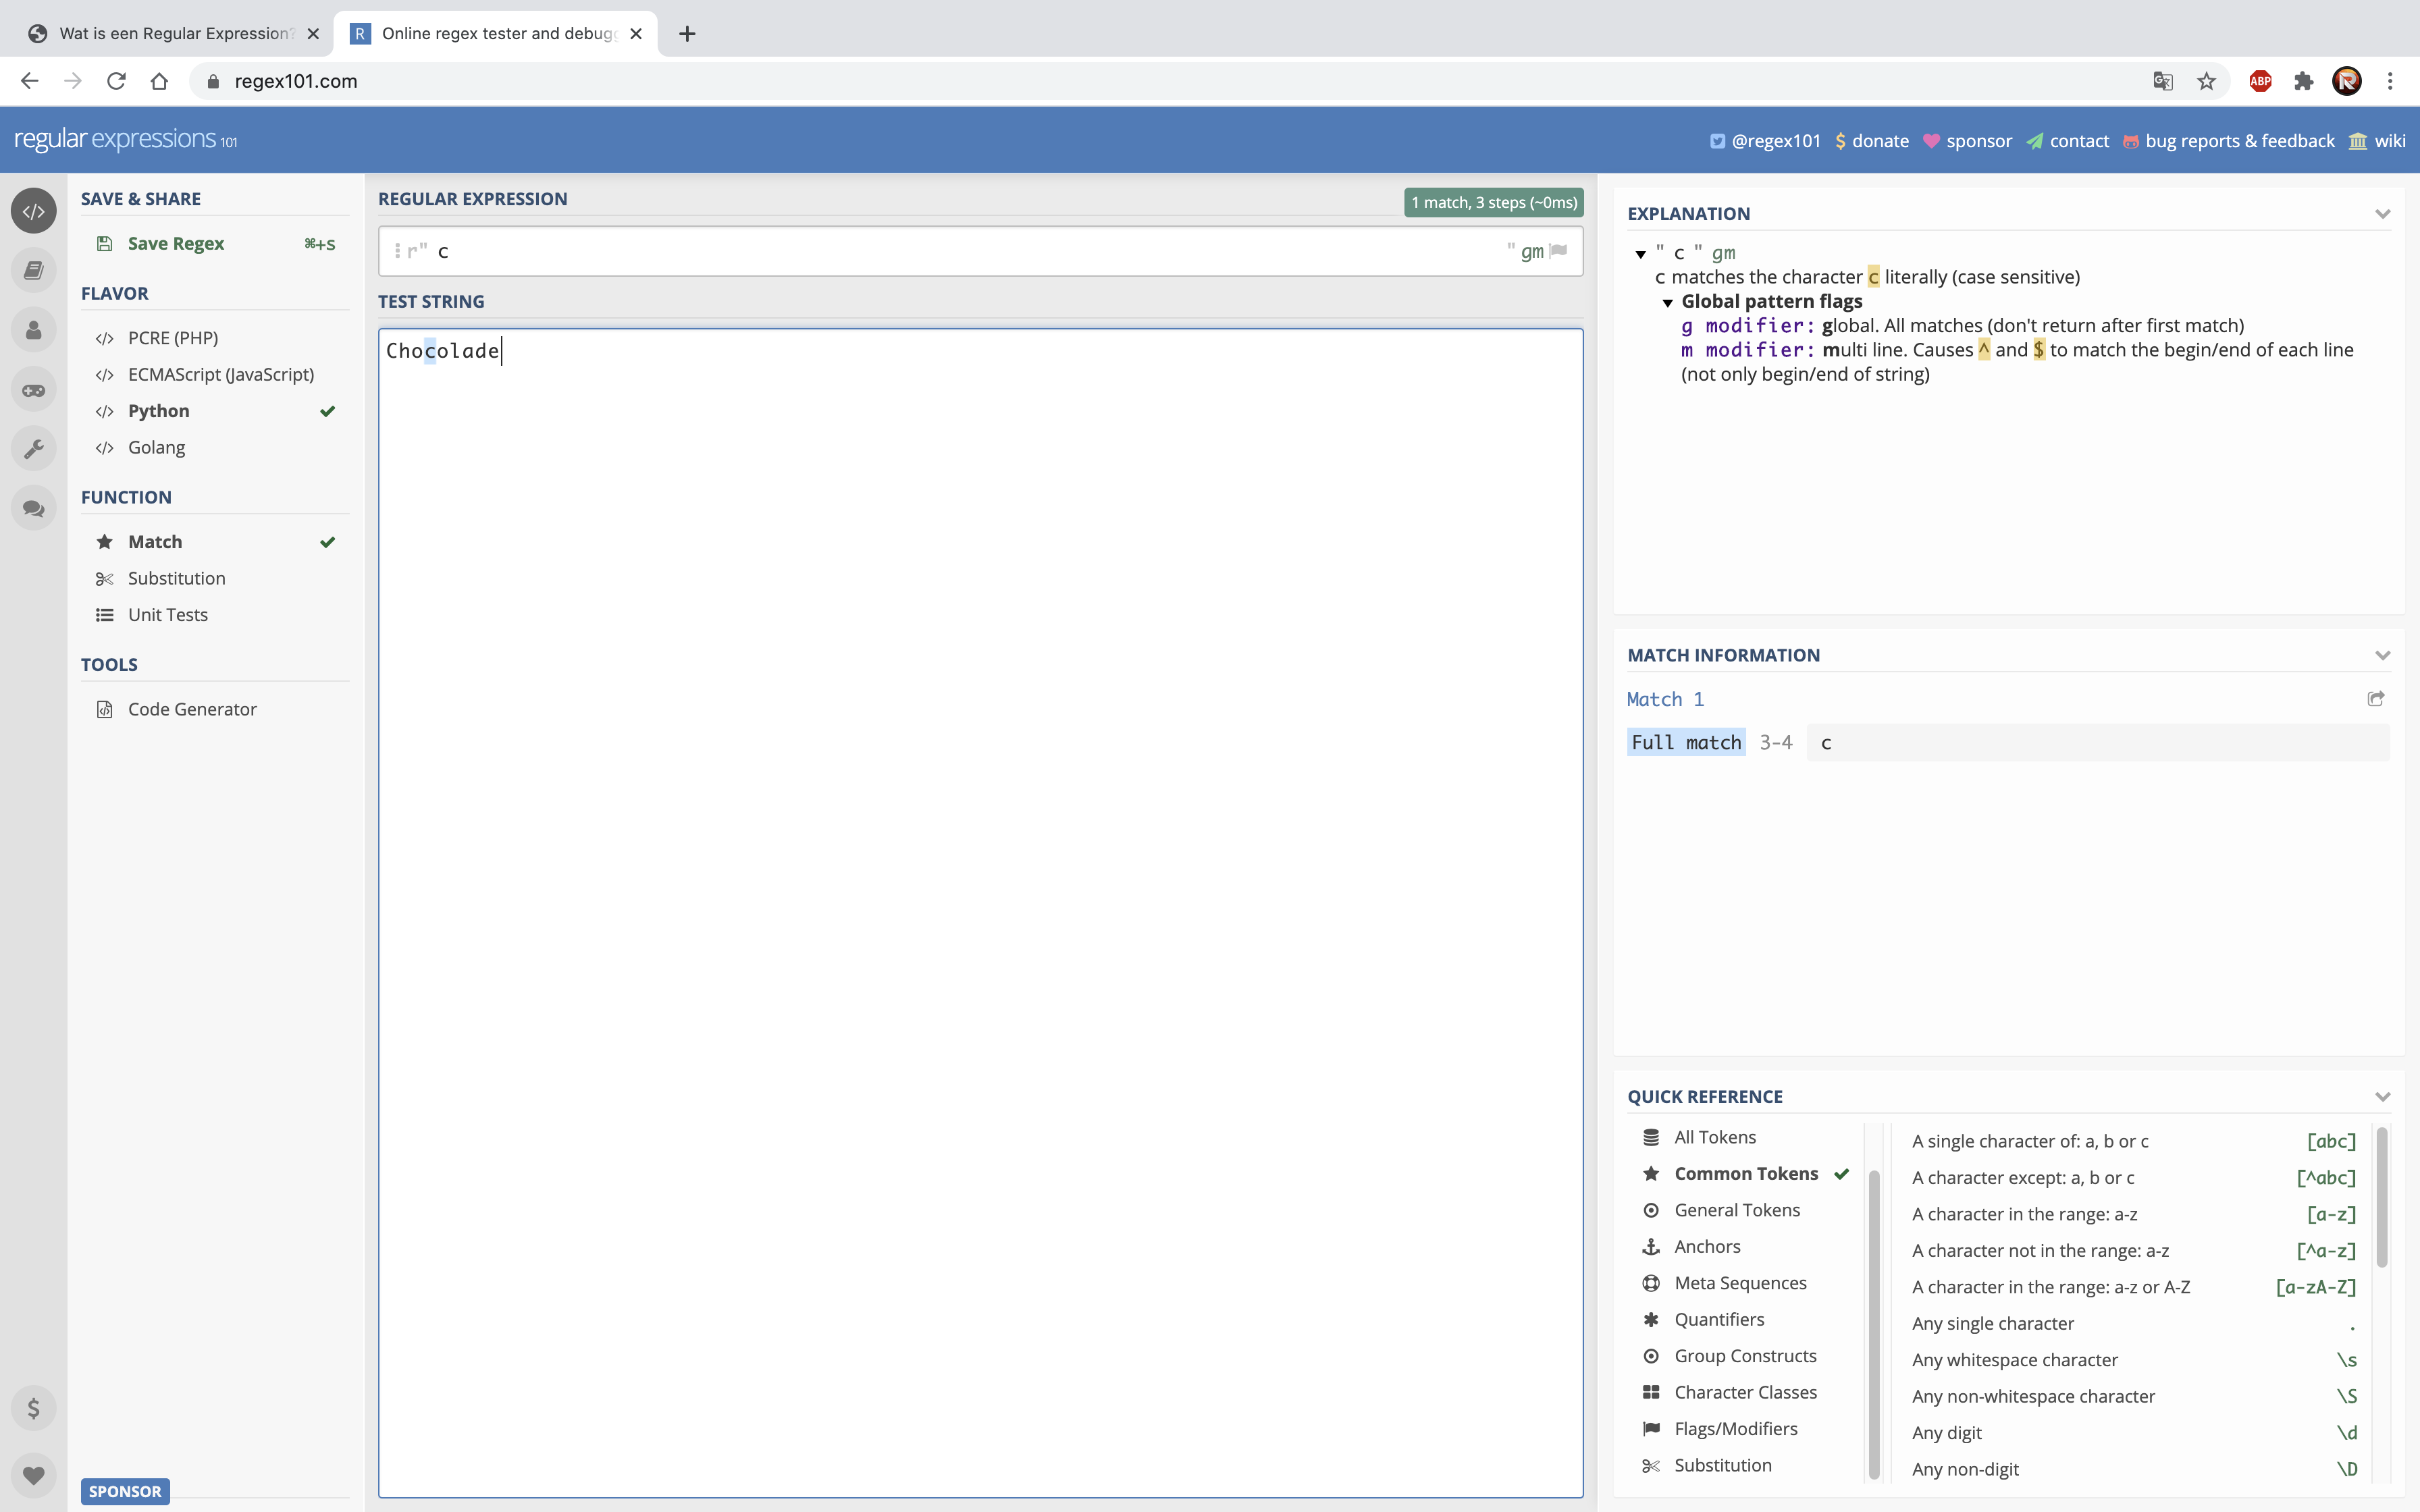 Wat is een Regular Expression?
Online regex tester and debugg
regex101.com
ABP
regular expressions 101
@regex101 $ donate sponsor contact bug reports & feedback wiki
SAVE & SHARE
Save Regex ⌘+s
FLAVOR
</> PCRE (PHP)
</> ECMAScript (JavaScript)
</> Python
</> Golang
FUNCTION
Match
Substitution
Unit Tests
TOOLS
Code Generator
SPONSOR
REGULAR EXPRESSION
1 match, 3 steps (~0ms)
r" c " gm
TEST STRING
Chocolade
EXPLANATION
" c " gm
c matches the character c literally (case sensitive)
Global pattern flags
g modifier: global. All matches (don't return after first match)
m modifier: multi line. Causes ^ and $ to match the begin/end of each line
(not only begin/end of string)
MATCH INFORMATION
Match 1
Full match 3-4 c
QUICK REFERENCE
All Tokens
Common Tokens
General Tokens
Anchors
Meta Sequences
Quantifiers
Group Constructs
Character Classes
Flags/Modifiers
Substitution
A single character of: a, b or c [abc]
A character except: a, b or c [^abc]
A character in the range: a-z [a-z]
A character not in the range: a-z [^a-z]
A character in the range: a-z or A-Z [a-zA-Z]
Any single character .
Any whitespace character \s
Any non-whitespace character \S
Any digit \d
Any non-digit \D